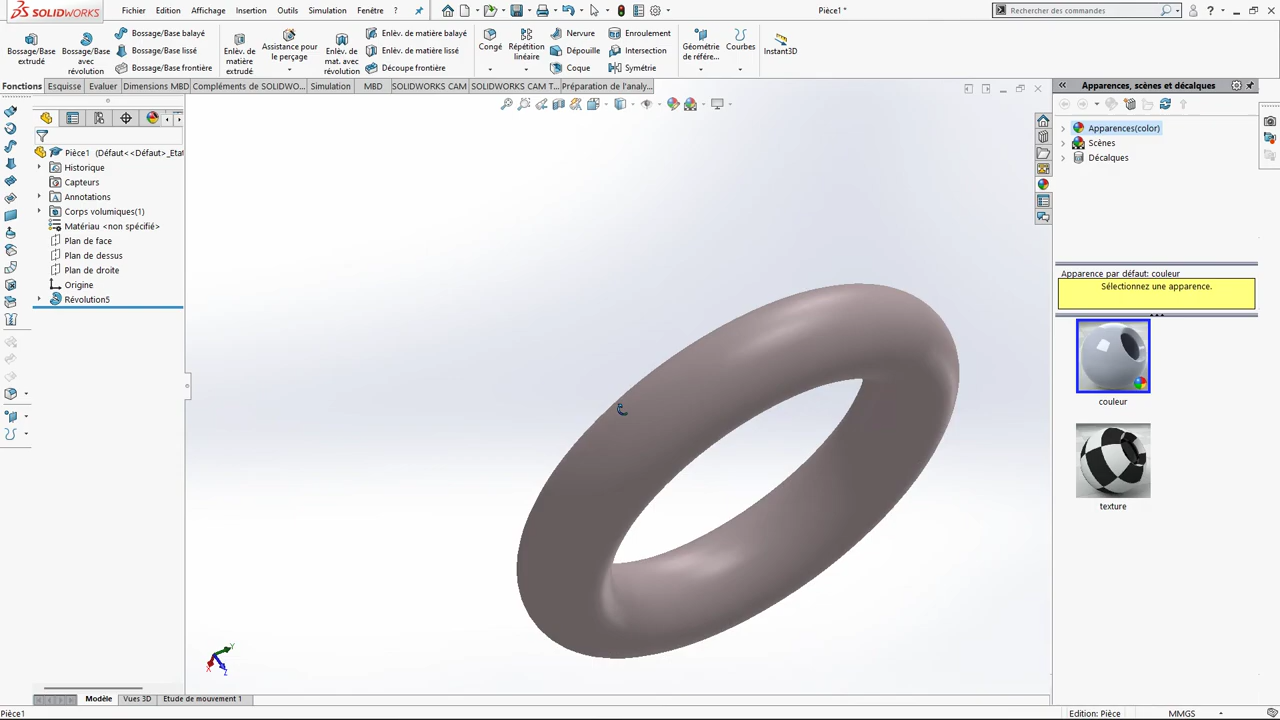 SOLIDWORKS
Fichier Edition Affichage Insertion Outils Simulation Fenêtre
Pièce1 *
Rechercher des commandes
Bossage/Base extrudé
Bossage/Base avec révolution
Bossage/Base balayé
Bossage/Base lissé
Bossage/Base frontière
Enlèv. de matière extrudé
Assistance pour le perçage
Enlèv. de mat. avec révolution
Enlèv. de matière balayé
Enlèv. de matière lissé
Découpe frontière
Congé
Répétition linéaire
Nervure
Dépouille
Coque
Enroulement
Intersection
Symétrie
Géométrie de référe...
Courbes
Instant3D
Fonctions Esquisse Evaluer Dimensions MBD Compléments de SOLIDWO... Simulation MBD SOLIDWORKS CAM SOLIDWORKS CAM T... Préparation de l'analy...
Pièce1 (Défaut<<Défaut>_Etat
Historique
Capteurs
Annotations
Corps volumiques(1)
Matériau <non spécifié>
Plan de face
Plan de dessus
Plan de droite
Origine
Révolution5
Y
X
Z
Apparences, scènes et décalques
Apparences(color)
Scènes
Décalques
Apparence par défaut: couleur
Sélectionnez une apparence.
couleur
texture
Modèle Vues 3D Etude de mouvement 1
Pièce1
Edition: Pièce
MMGS